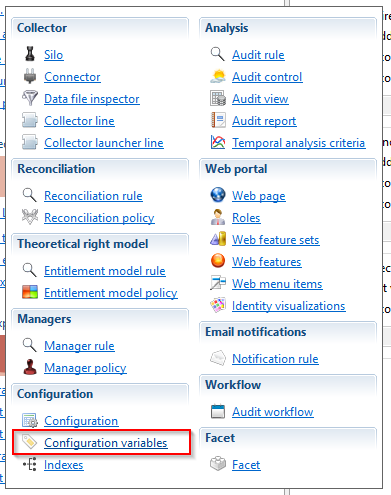 Collector
Silo
Connector
Data file inspector
Collector line
Collector launcher line
Reconciliation
Reconciliation rule
Reconciliation policy
Theoretical right model
Entitlement model rule
Entitlement model policy
Managers
Manager rule
Manager policy
Configuration
Configuration
Configuration variables
Indexes
Analysis
Audit rule
Audit control
Audit view
Audit report
Temporal analysis criteria
Web portal
Web page
Roles
Web feature sets
Web features
Web menu items
Identity visualizations
Email notifications
Notification rule
Workflow
Audit workflow
Facet
Facet